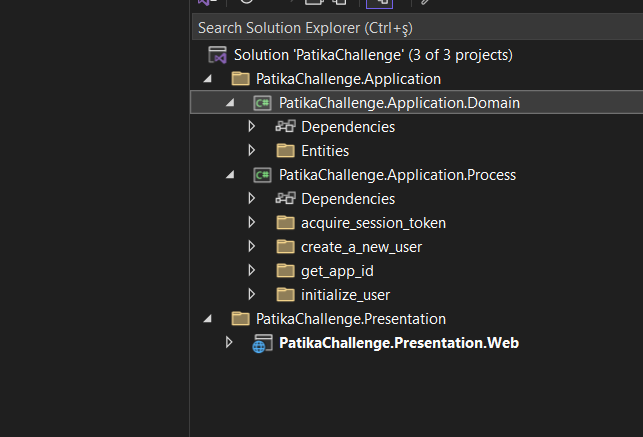 Search Solution Explorer (Ctrl+ş)
Solution 'PatikaChallenge' (3 of 3 projects)
PatikaChallenge.Application
C# PatikaChallenge.Application.Domain
Dependencies
Entities
C# PatikaChallenge.Application.Process
Dependencies
acquire_session_token
create_a_new_user
get_app_id
initialize_user
PatikaChallenge.Presentation
PatikaChallenge.Presentation.Web